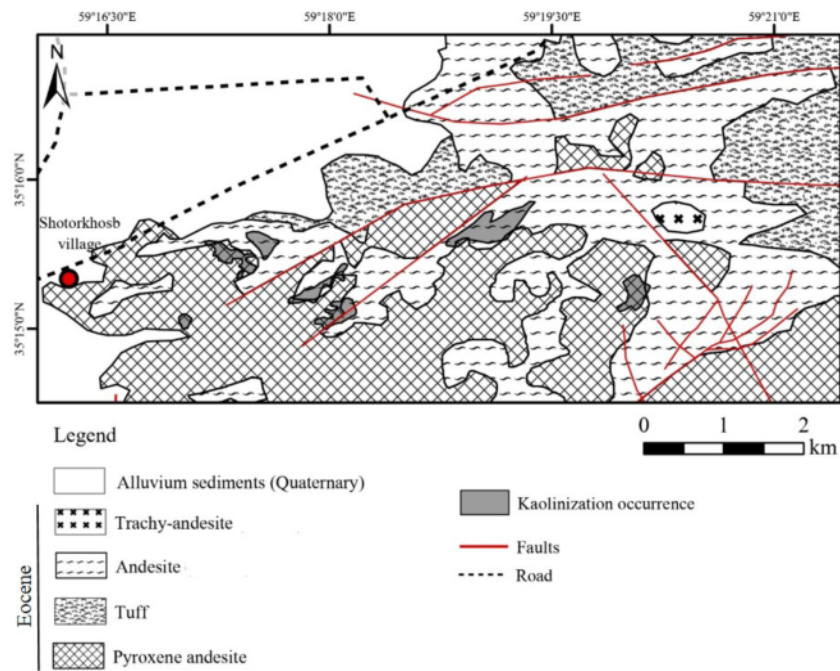 59°16'30"E 59°18'0"E 59°19'30"E 59°21'0"E
N
35°16'0"N
Shotorkhosb
village
35°15'0"N
0 1 2
km
Legend
Alluvium sediments (Quaternary)
Trachy-andesite
Andesite
Tuff
Pyroxene andesite
Eocene
Kaolinization occurrence
Faults
Road